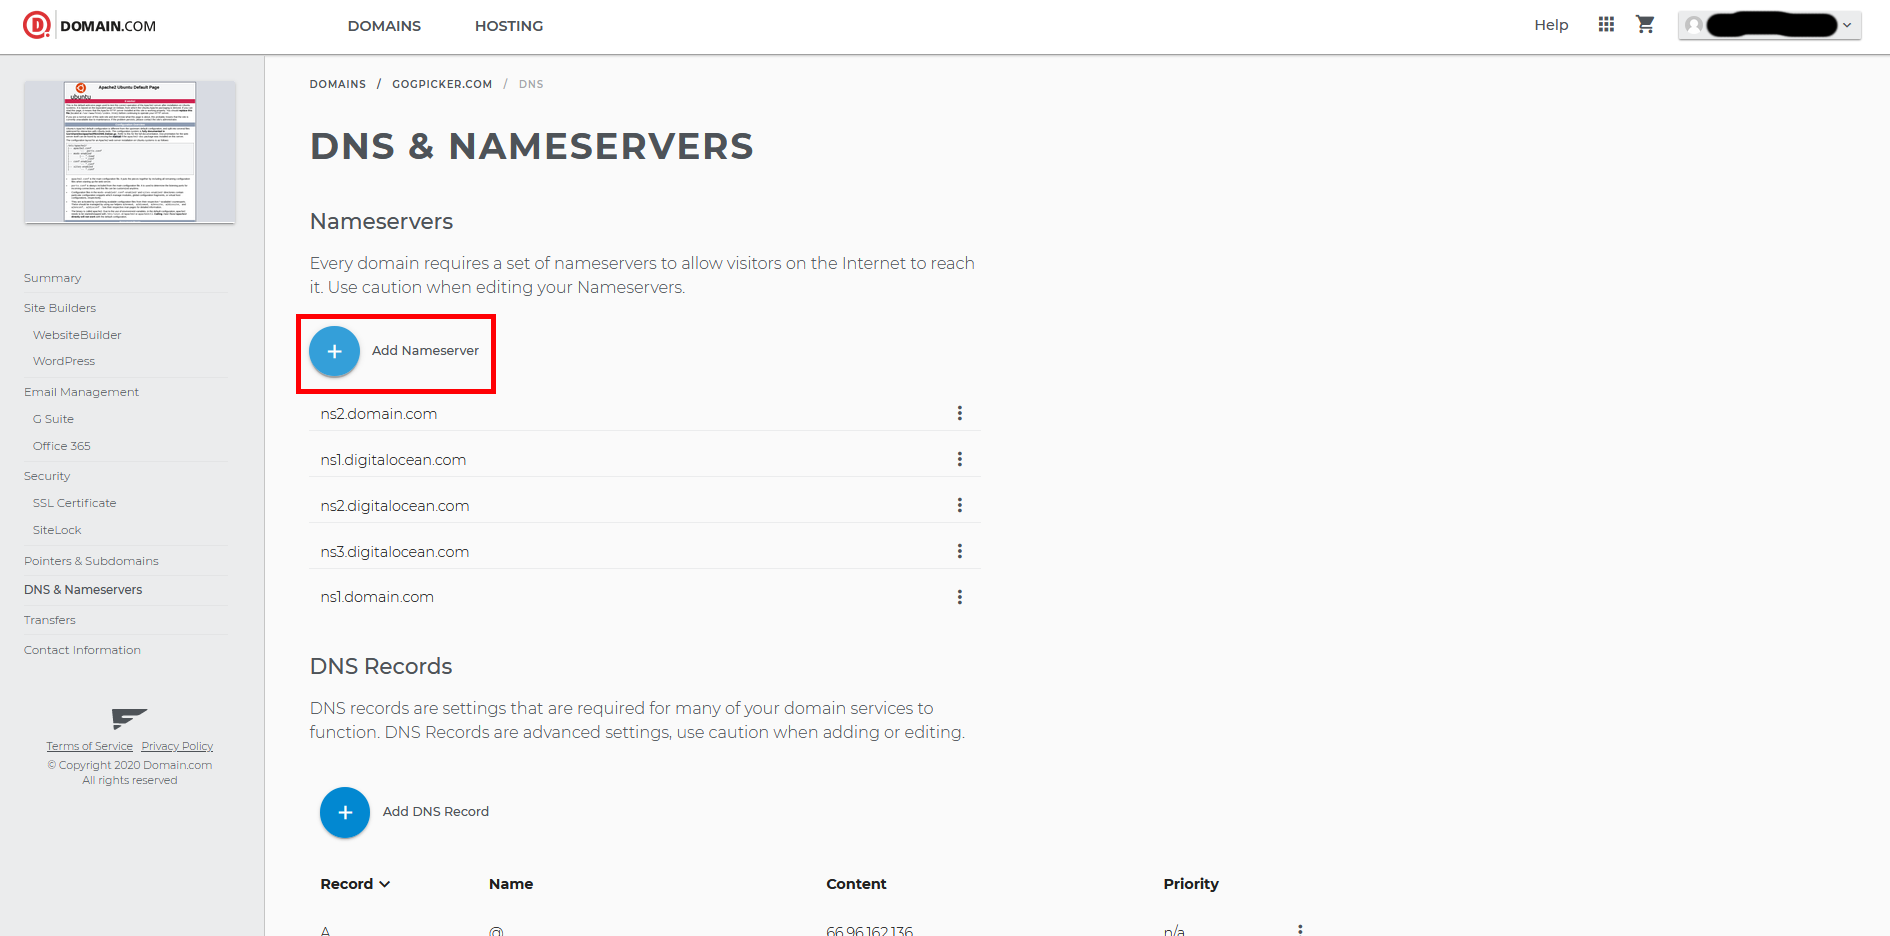 DOMAIN.COM
DOMAINS
HOSTING
Help
Apache2 Ubuntu Default Page
ubuntu
Summary
Site Builders
WebsiteBuilder
WordPress
Email Management
G Suite
Office 365
Security
SSL Certificate
SiteLock
Pointers & Subdomains
DNS & Nameservers
Transfers
Contact Information
Terms of Service Privacy Policy
© Copyright 2020 Domain.com
All rights reserved
DOMAINS / GOGPICKER.COM / DNS
DNS & NAMESERVERS
Nameservers
Every domain requires a set of nameservers to allow visitors on the Internet to reach
it. Use caution when editing your Nameservers.
Add Nameserver
ns2.domain.com
ns1.digitalocean.com
ns2.digitalocean.com
ns3.digitalocean.com
ns1.domain.com
DNS Records
DNS records are settings that are required for many of your domain services to
function. DNS Records are advanced settings, use caution when adding or editing.
Add DNS Record
Record Name Content Priority
A @ 66.96.162.136 n/a